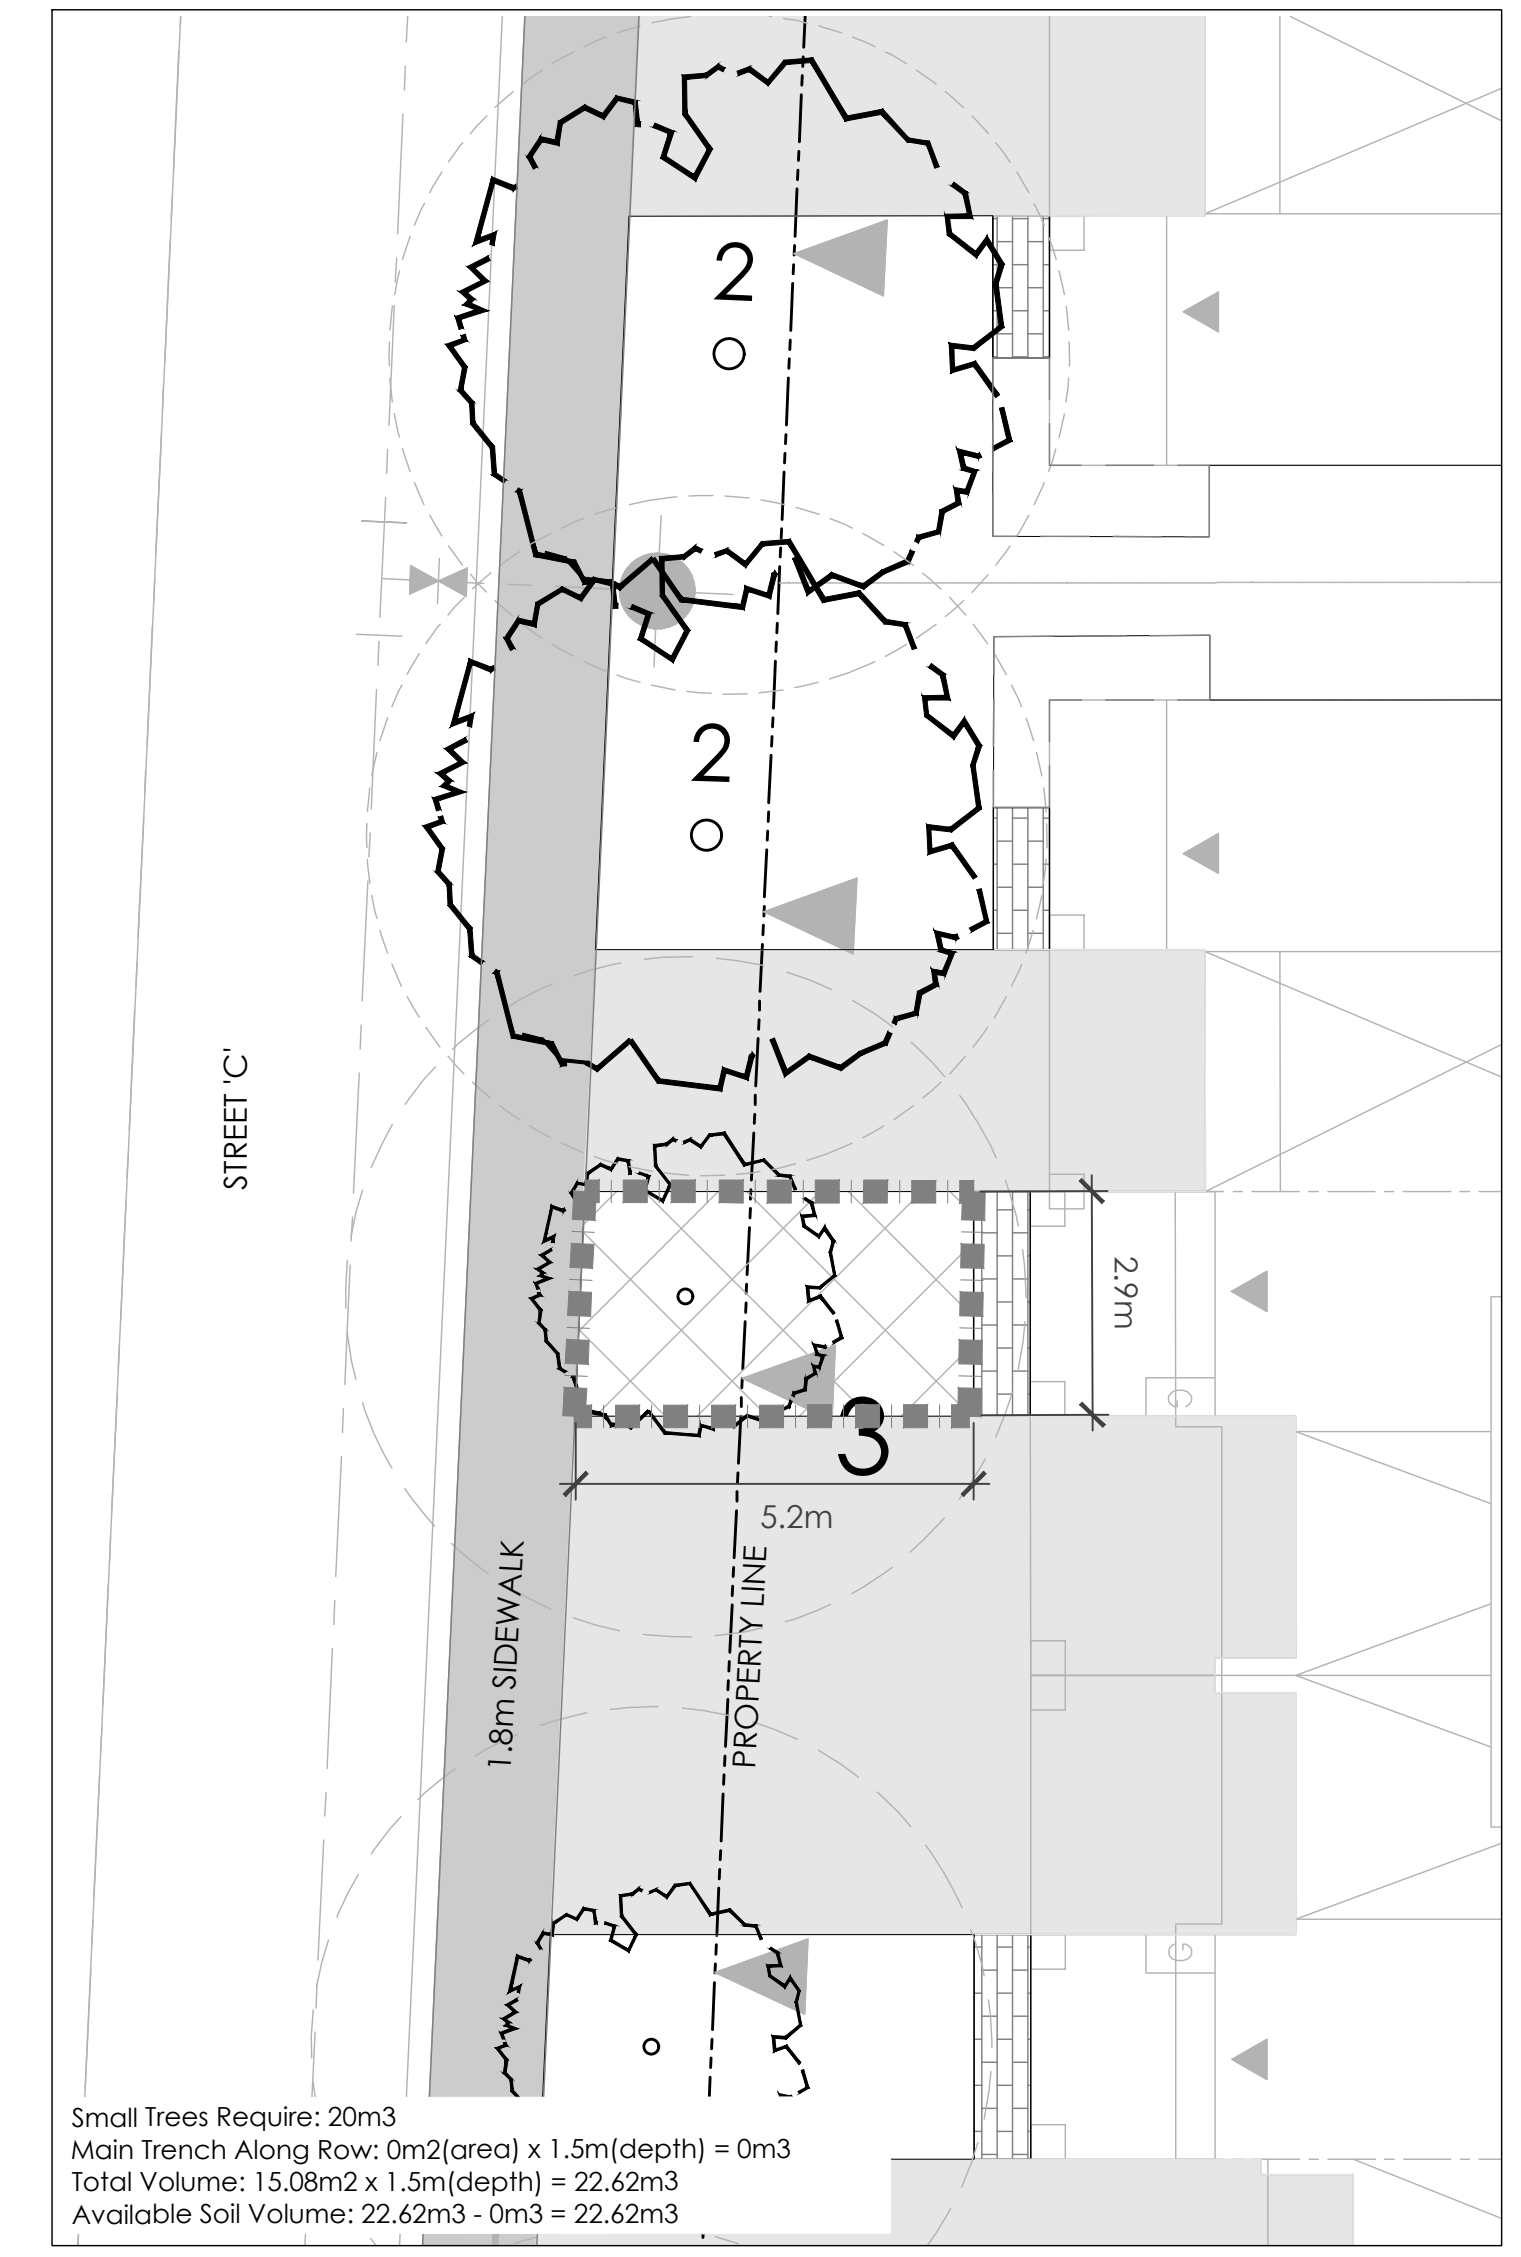 2
2
STREET 'C'
2.9m
G
3
5.2m
1.8m SIDEWALK
PROPERTY LINE
G
Small Trees Require: 20m3
Main Trench Along Row: 0m2(area) x 1.5m(depth) = 0m3
Total Volume: 15.08m2 x 1.5m(depth) = 22.62m3
Available Soil Volume: 22.62m3 - 0m3 = 22.62m3